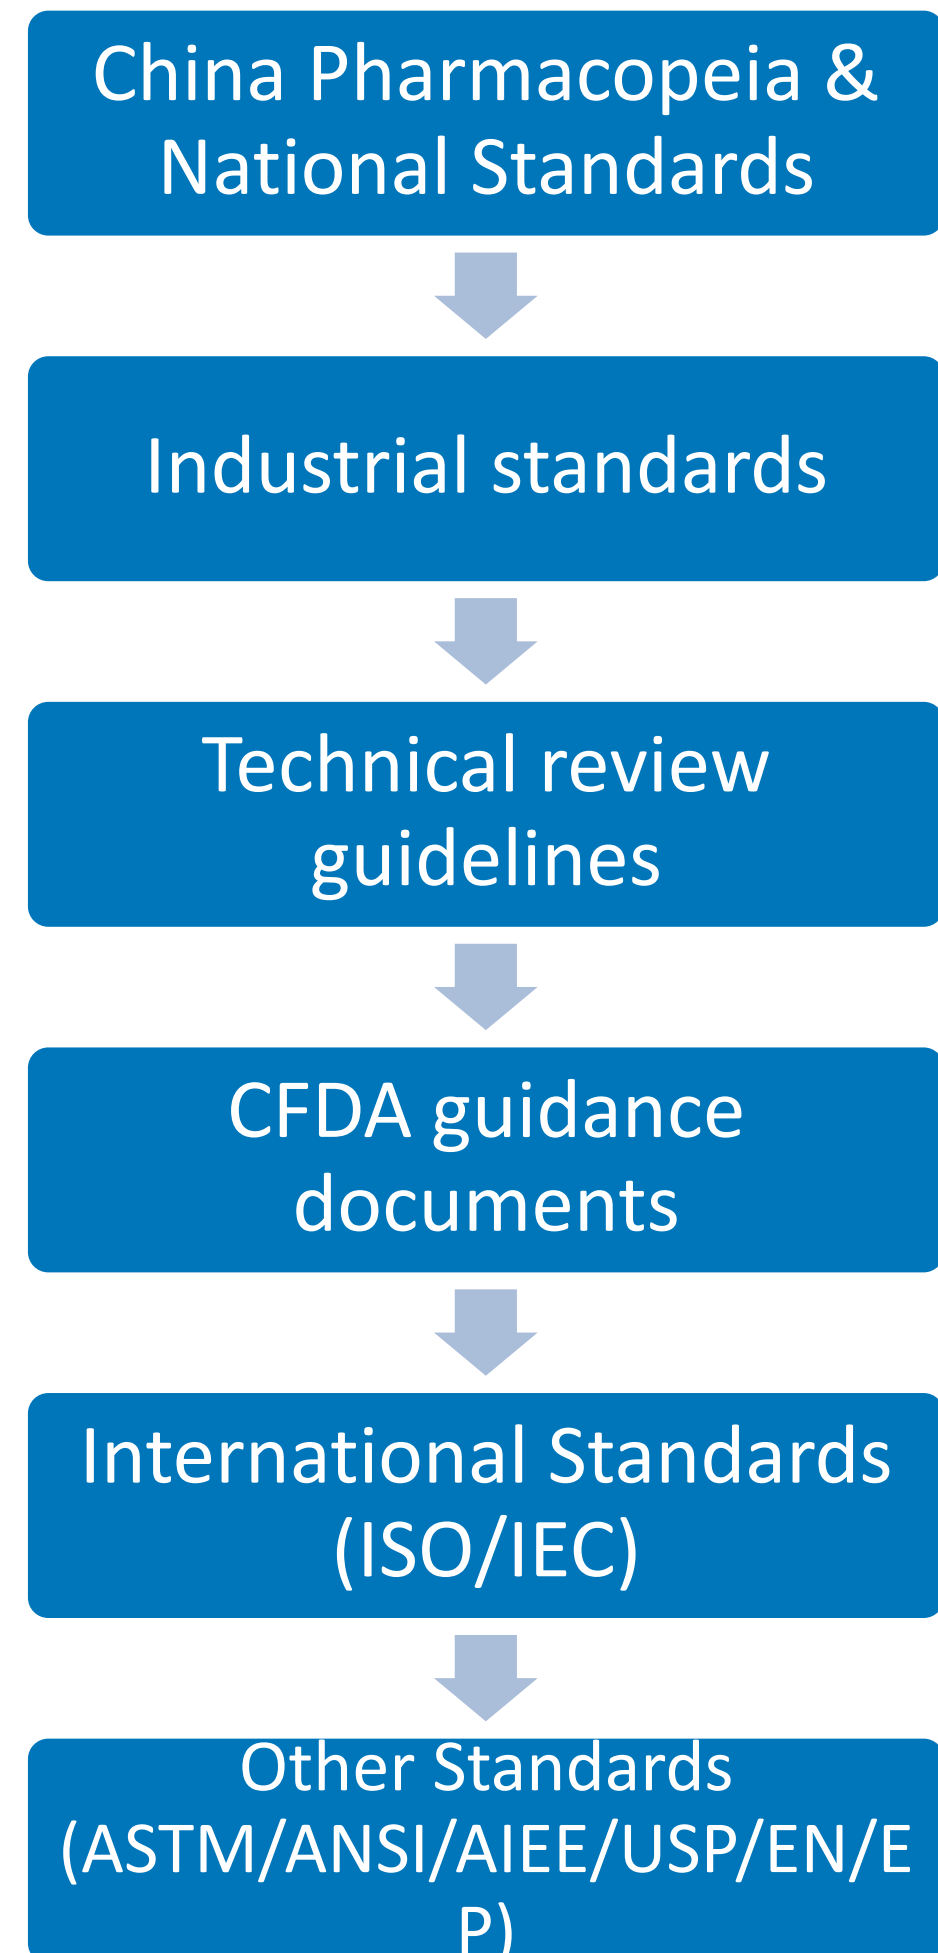 China Pharmacopeia &
National Standards
Industrial standards
Technical review
guidelines
CFDA guidance
documents
International Standards
(ISO/IEC)
Other Standards
(ASTM/ANSI/AIEE/USP/EN/E
P)